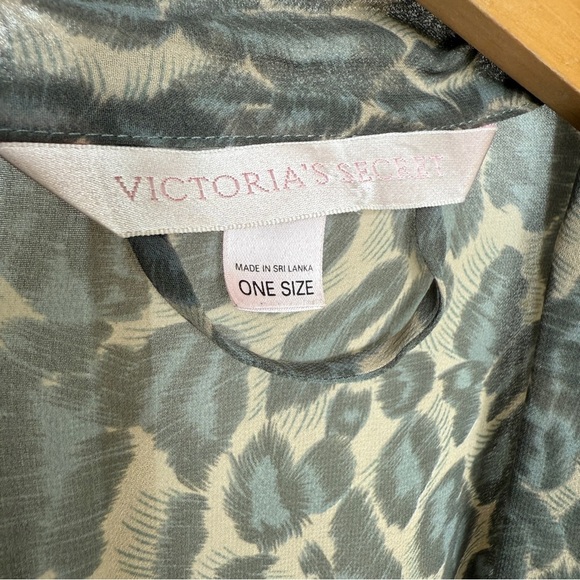 VICTORIA'S SECRET
MADE IN SRI LANKA
ONE SIZE